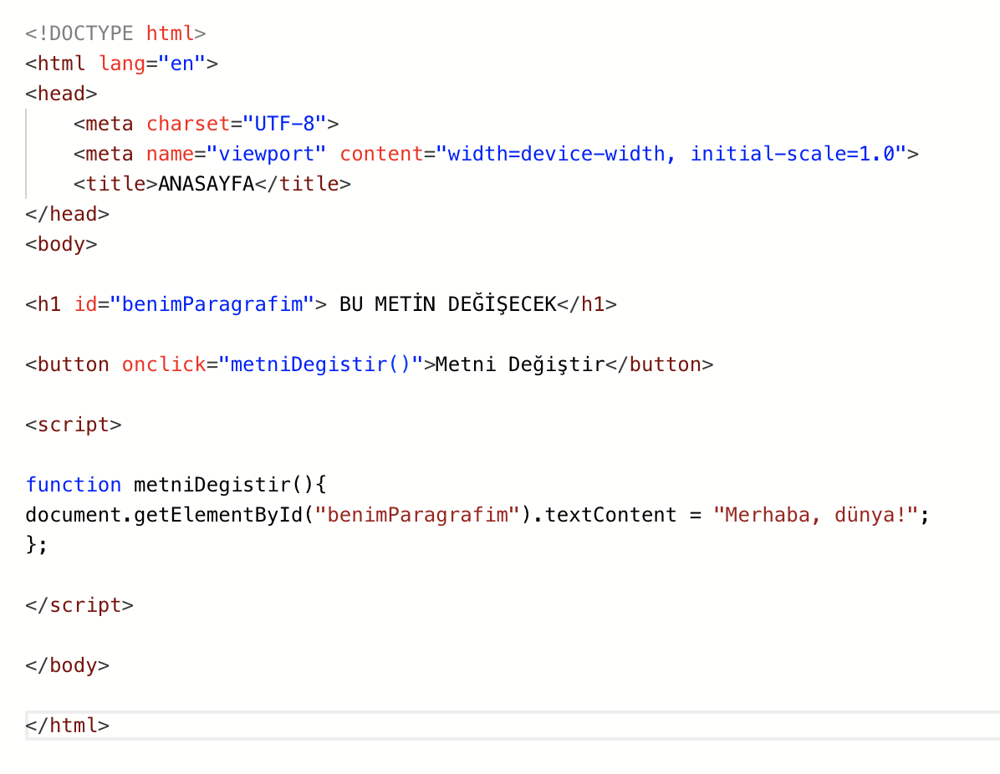 <!DOCTYPE html>
<html lang="en">
<head>
    <meta charset="UTF-8">
    <meta name="viewport" content="width=device-width, initial-scale=1.0">
    <title>ANASAYFA</title>
</head>
<body>

<h1 id="benimParagrafim"> BU METİN DEĞİŞECEK</h1>

<button onclick="metniDegistir()">Metni Değiştir</button>

<script>

function metniDegistir(){
document.getElementById("benimParagrafim").textContent = "Merhaba, dünya!";
};

</script>

</body>

</html>